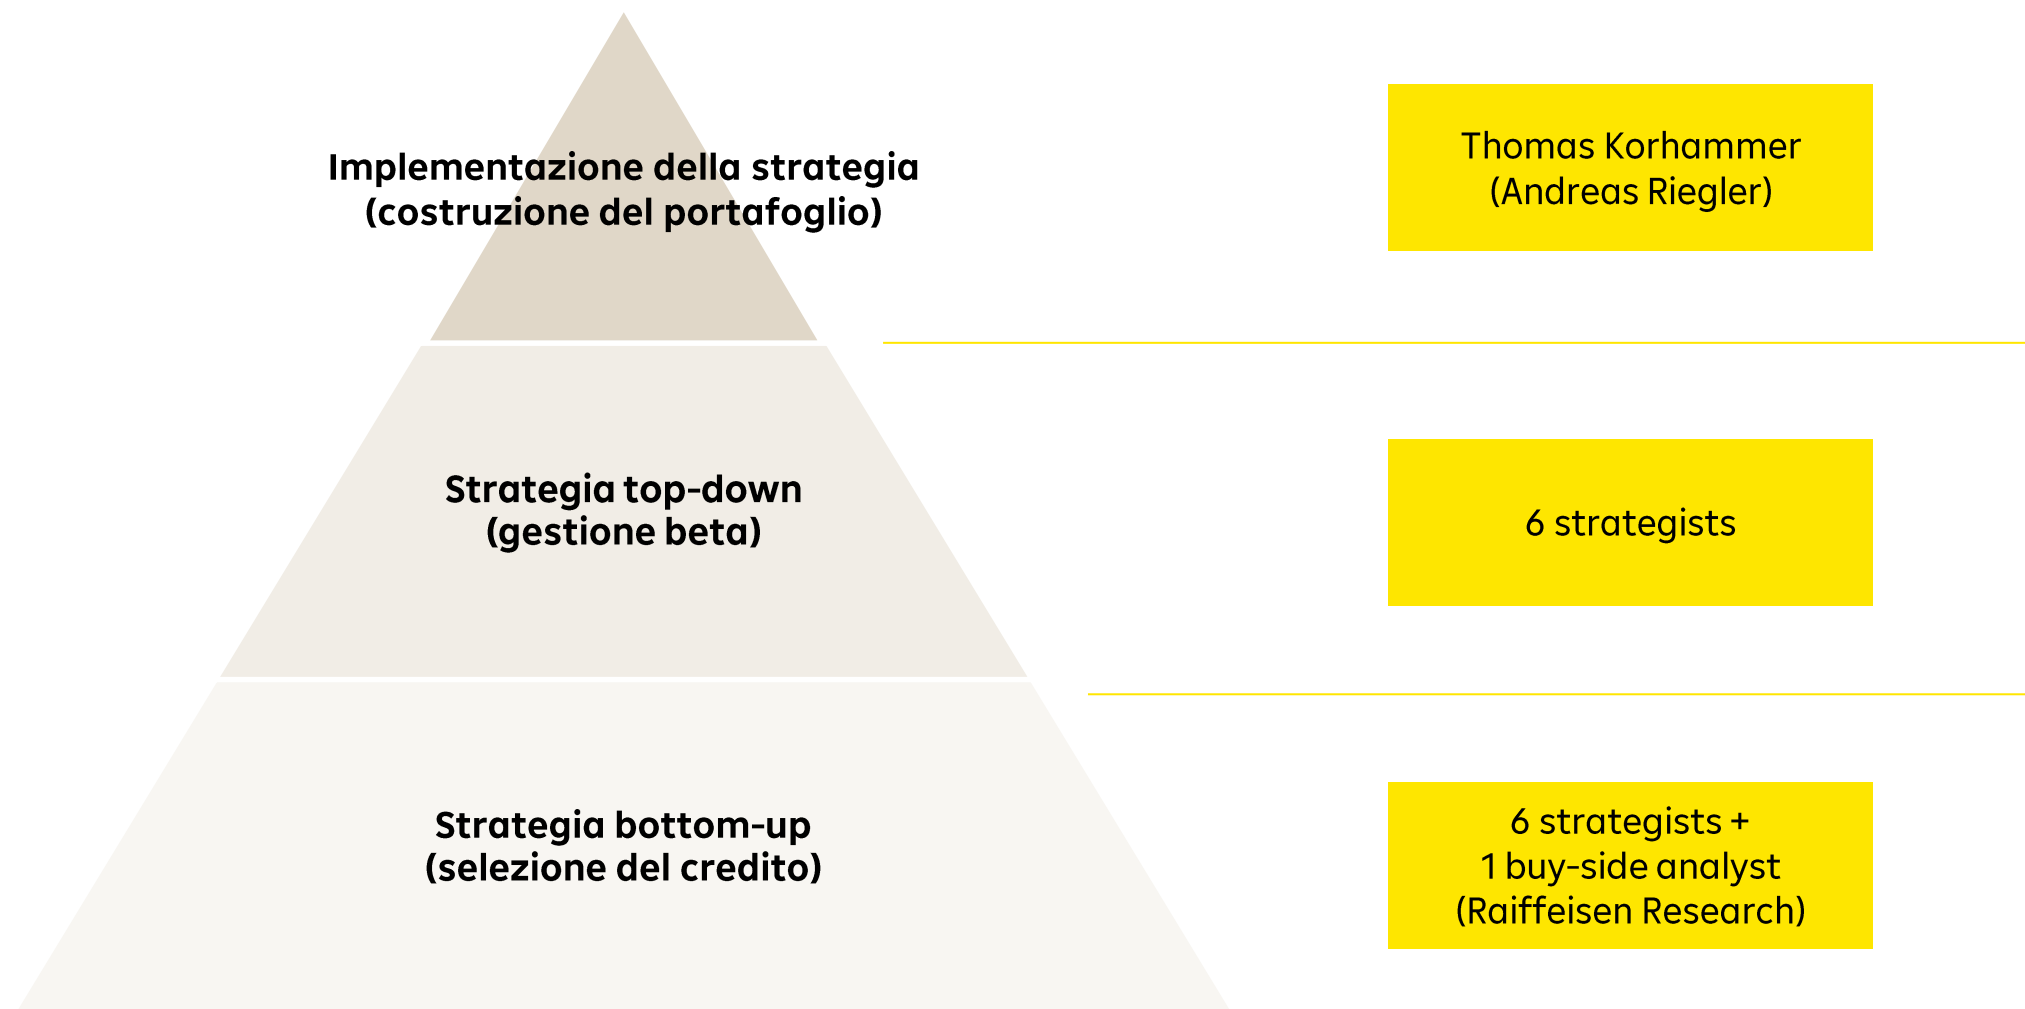 Implementazione della strategia
(costruzione del portafoglio)
Thomas Korhammer
(Andreas Riegler)
Strategia top-down
(gestione beta)
6 strategists
Strategia bottom-up
(selezione del credito)
6 strategists +
1 buy-side analyst
(Raiffeisen Research)